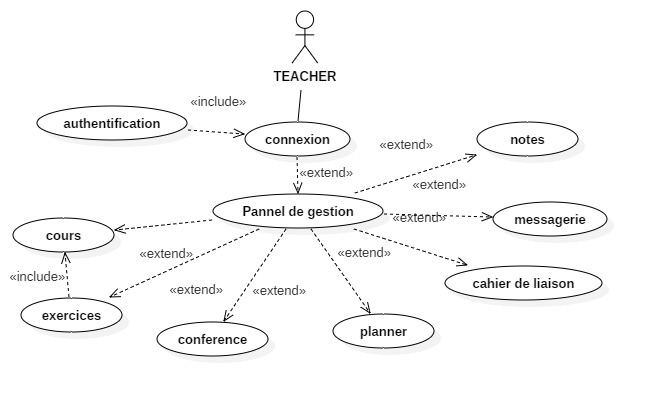 TEACHER
«include»
authentification
connexion
«extend»
notes
«extend»
«extend»
Pannel de gestion
«extend»
messagerie
cours
«extend»
«extend»
«include»
cahier de liaison
«extend»
«extend»
exercices
conference
planner